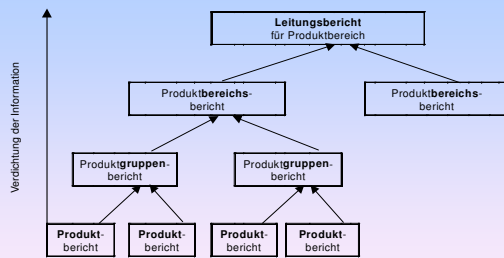 Leitungsbericht
für Produktbereich
Produktbereichs-
bericht
Produktbereichs-
bericht
Verdichtung der Information
Produktgruppen-
bericht
Produktgruppen-
bericht
Produkt-
bericht
Produkt-
bericht
Produkt-
bericht
Produkt-
bericht